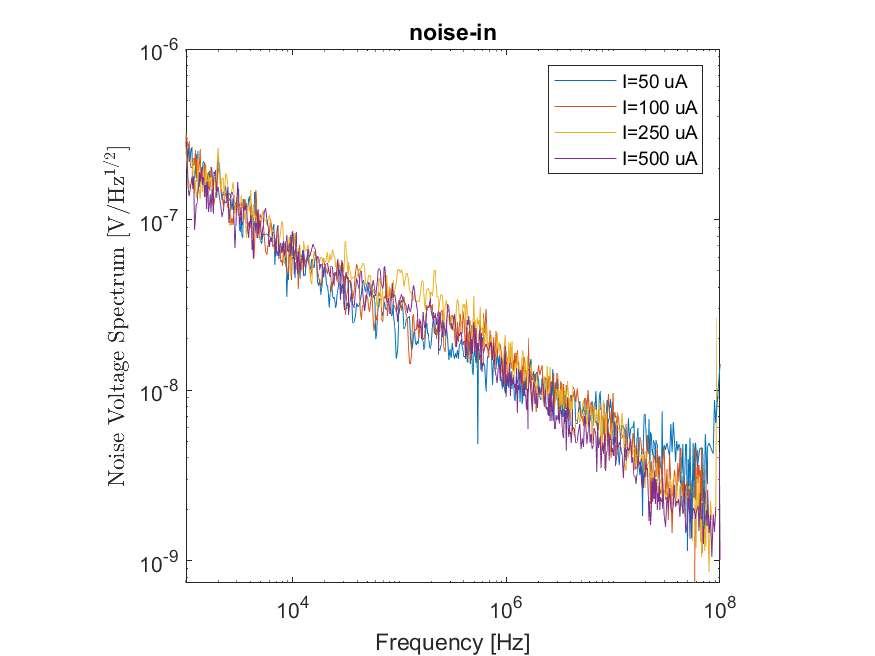 noise-in
10^-6
10^-7
10^-8
10^-9
Noise Voltage Spectrum [V/Hz^1/2]
I=50 uA
I=100 uA
I=250 uA
I=500 uA
10^4
10^6
10^8
Frequency [Hz]